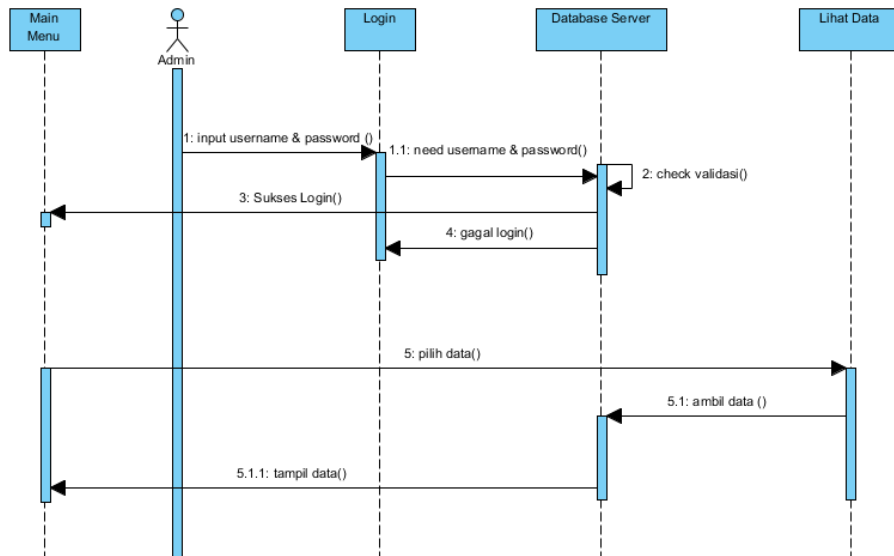 Main
Menu
Admin
Login
Database Server
Lihat Data
1: input username & password ()
1.1: need username & password()
2: check validasi()
3: Sukses Login()
4: gagal login()
5: pilih data()
5.1: ambil data ()
5.1.1: tampil data()